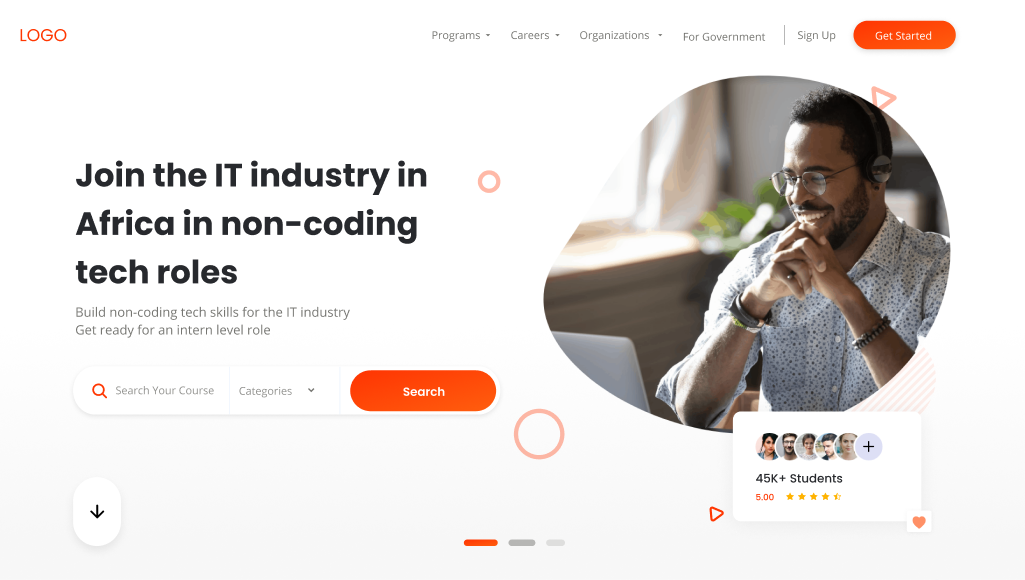 LOGO
Programs
Careers
Organizations
For Government
Sign Up
Get Started
Join the IT industry in
Africa in non-coding
tech roles
Build non-coding tech skills for the IT industry
Get ready for an intern level role
Search Your Course
Categories
Search
45K+ Students
5.00